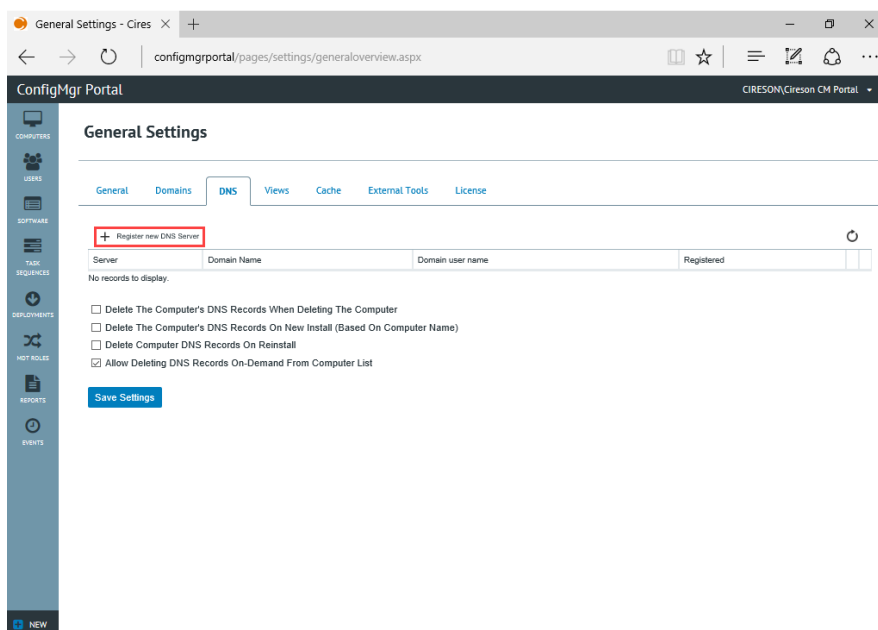 General Settings - Cires
configmgrportal/pages/settings/generaloverview.aspx
ConfigMgr Portal
CIRESON\Cireson CM Portal
COMPUTERS
USERS
SOFTWARE
TASK
SEQUENCES
DEPLOYMENTS
MDT ROLES
REPORTS
EVENTS
NEW
General Settings
General Domains DNS Views Cache External Tools License
Register new DNS Server
Server Domain Name Domain user name Registered
No records to display.
Delete The Computer's DNS Records When Deleting The Computer
Delete The Computer's DNS Records On New Install (Based On Computer Name)
Delete Computer DNS Records On Reinstall
Allow Deleting DNS Records On-Demand From Computer List
Save Settings